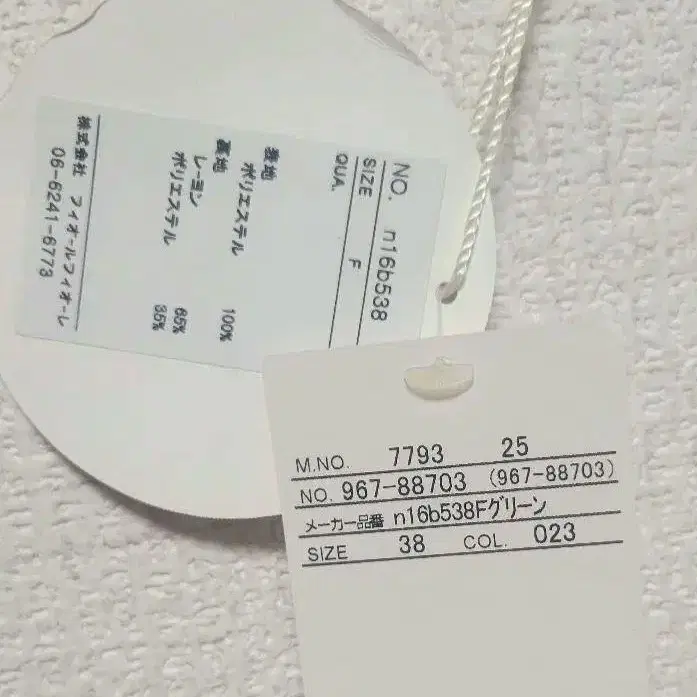 NO. n16b538
SIZE F
QUA.
表地
ポリエステル 100%
裏地
レーヨン 65%
ポリエステル 35%
株式会社 フィオールフィオーレ
06-6241-6773
M.NO. 7793 25
NO. 967-88703 (967-88703)
メーカー品番 n16b538Fグリーン
SIZE 38 COL. 023